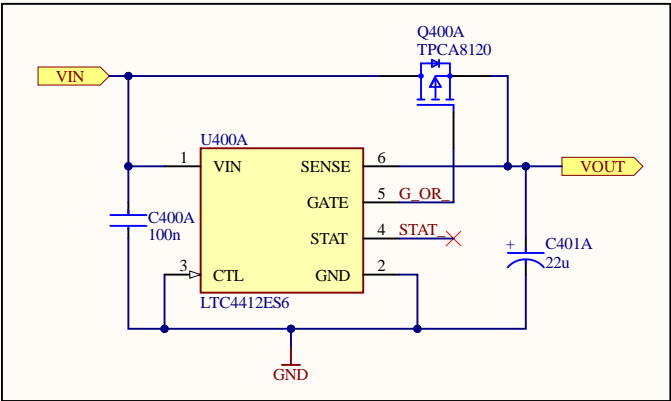 Q400A
TPCA8120
VIN
U400A
1 VIN SENSE 6
VOUT
GATE 5 G_OR_
C400A
100n
STAT 4 STAT_
+ C401A
22u
3 CTL GND 2
LTC4412ES6
GND